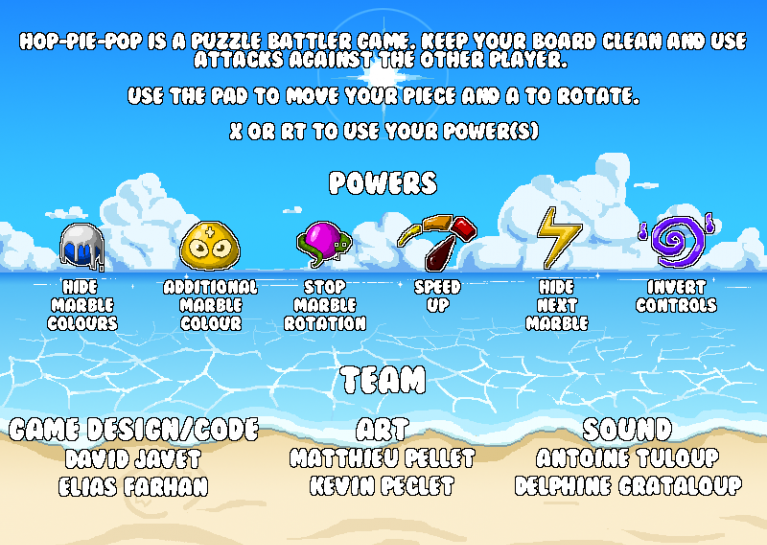 HOP-PIE-POP IS A PUZZLE BATTLER GAME. KEEP YOUR BOARD CLEAN AND USE
ATTACKS AGAINST THE OTHER PLAYER.
USE THE PAD TO MOVE YOUR PIECE AND A TO ROTATE.
X OR RT TO USE YOUR POWER(S)
POWERS
HIDE
MARBLE
COLOURS
ADDITIONAL
MARBLE
COLOUR
STOP
MARBLE
ROTATION
SPEED
UP
HIDE
NEXT
MARBLE
INVERT
CONTROLS
TEAM
GAME DESIGN/CODE
DAVID JAVET
ELIAS FARHAN
ART
MATTHIEU PELLET
KEVIN PECLET
SOUND
ANTOINE TULOUP
DELPHINE GRATALOUP